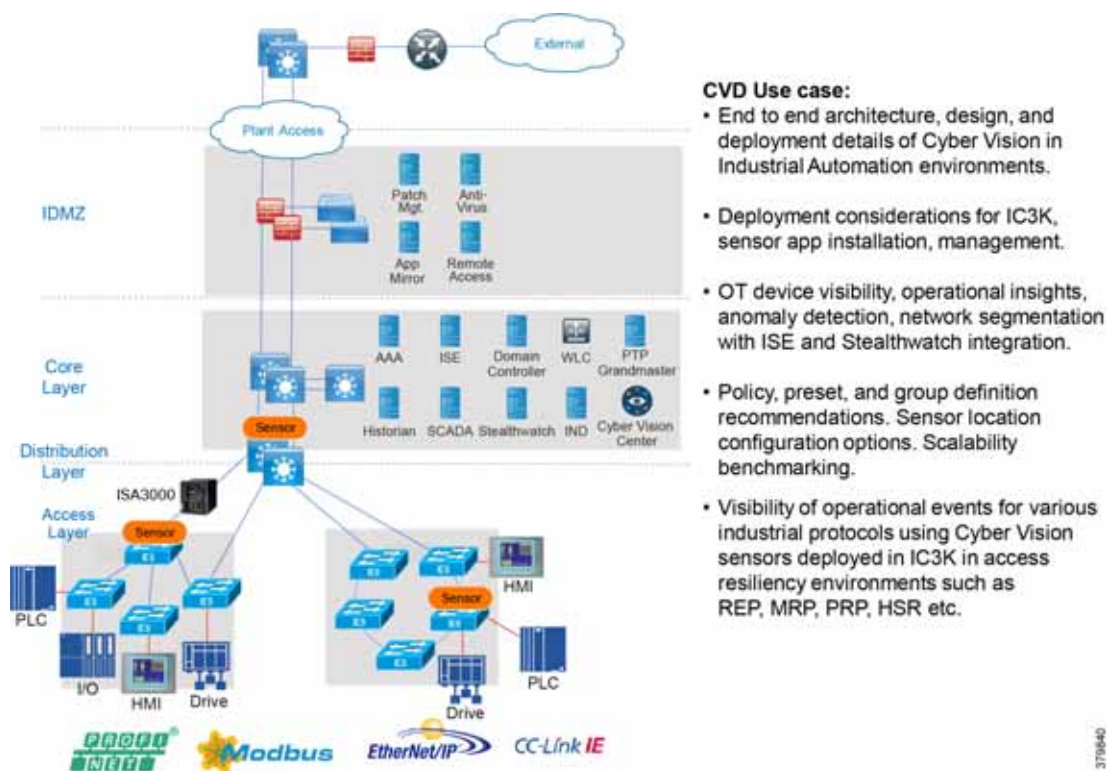 External
Plant Access
IDMZ
Patch
Mgt.
Anti-
Virus
App
Mirror
Remote
Access
Core
Layer
AAA
ISE
Domain
Controller
WLC
PTP
Grandmaster
Historian
SCADA
Stealthwatch
IND
Cyber Vision
Center
Sensor
Distribution
Layer
ISA3000
Access
Layer
Sensor
PLC
I/O
HMI
Drive
HMI
Sensor
PLC
Drive
PROFI
NET
Modbus
EtherNet/IP
CC-Link IE
CVD Use case:
• End to end architecture, design, and
deployment details of Cyber Vision in
Industrial Automation environments.
• Deployment considerations for IC3K,
sensor app installation, management.
• OT device visibility, operational insights,
anomaly detection, network segmentation
with ISE and Stealthwatch integration.
• Policy, preset, and group definition
recommendations. Sensor location
configuration options. Scalability
benchmarking.
• Visibility of operational events for various
industrial protocols using Cyber Vision
sensors deployed in IC3K in access
resiliency environments such as
REP, MRP, PRP, HSR etc.
379840